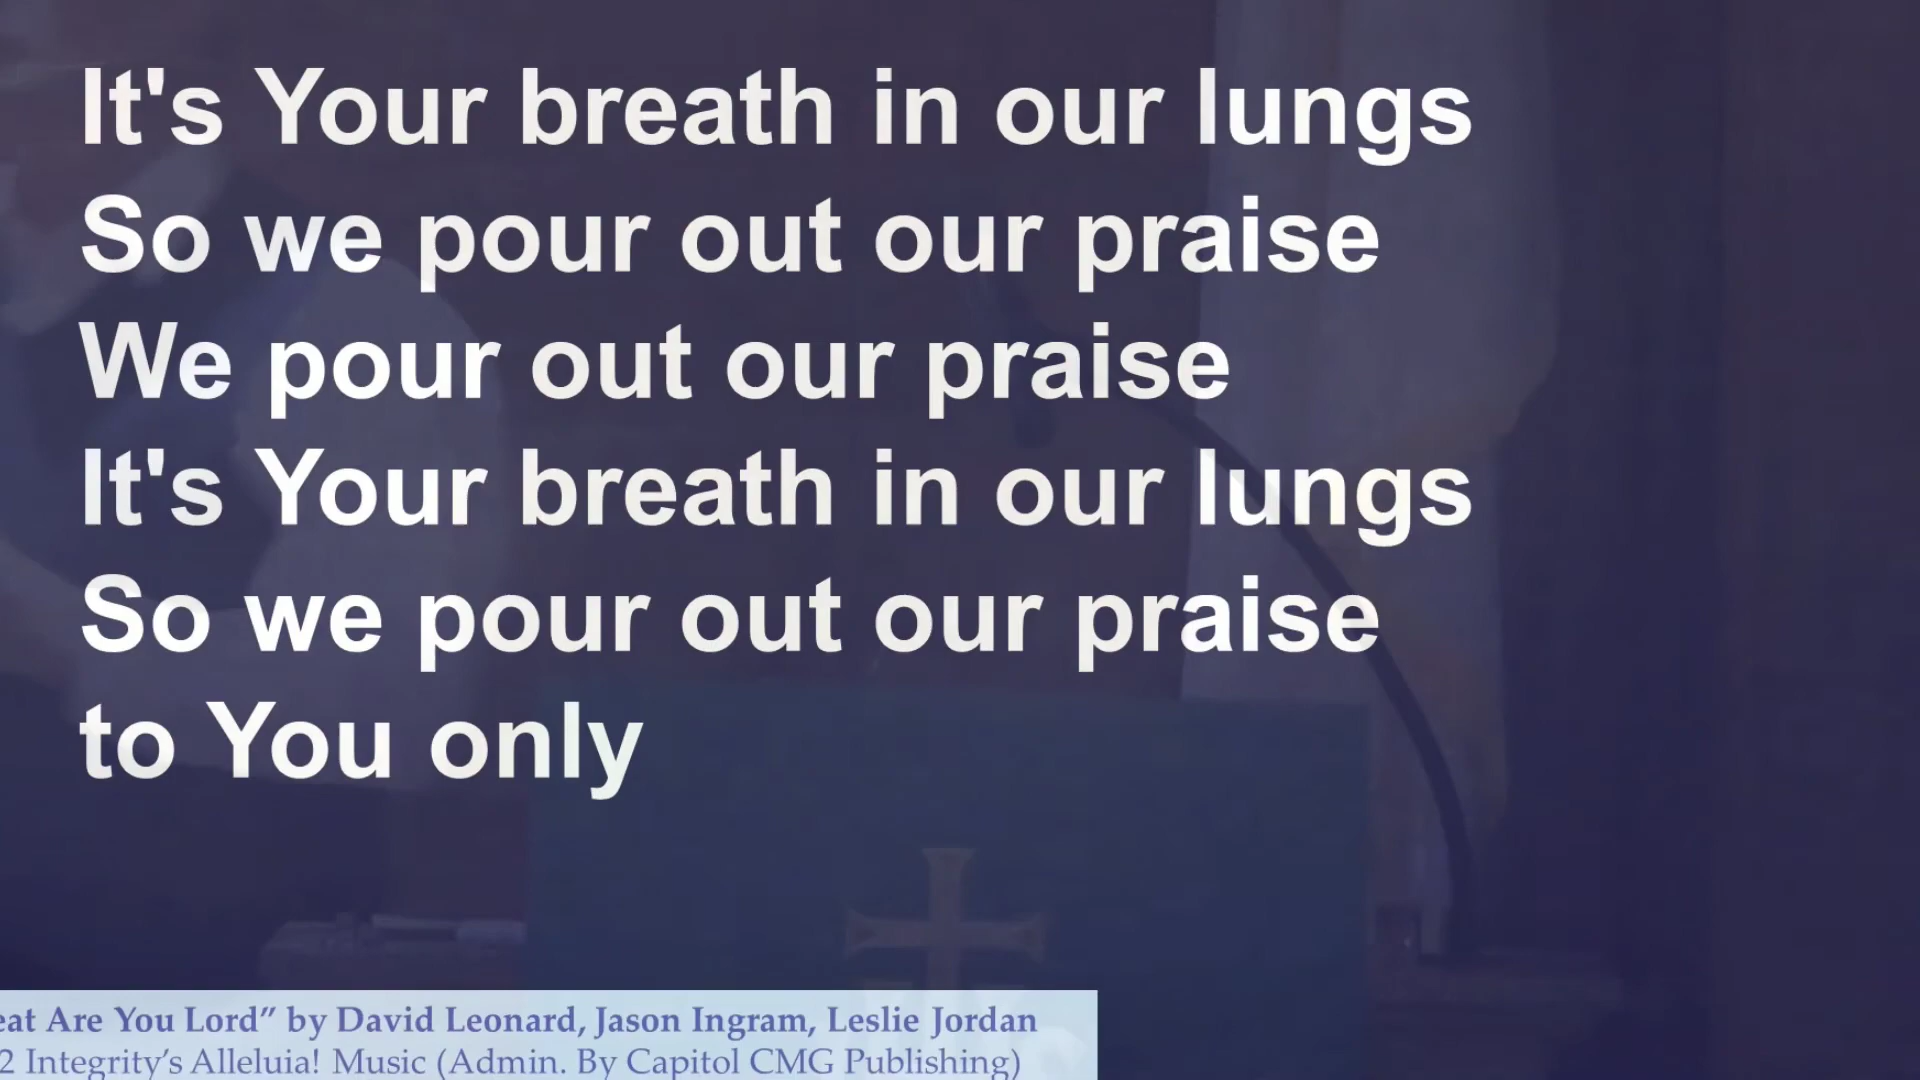 It's Your breath in our lungs
So we pour out our praise
We pour out our praise
It's Your breath in our lungs
So we pour out our praise
to You only
eat Are You Lord” by David Leonard, Jason Ingram, Leslie Jordan
2 Integrity’s Alleluia! Music (Admin. By Capitol CMG Publishing)